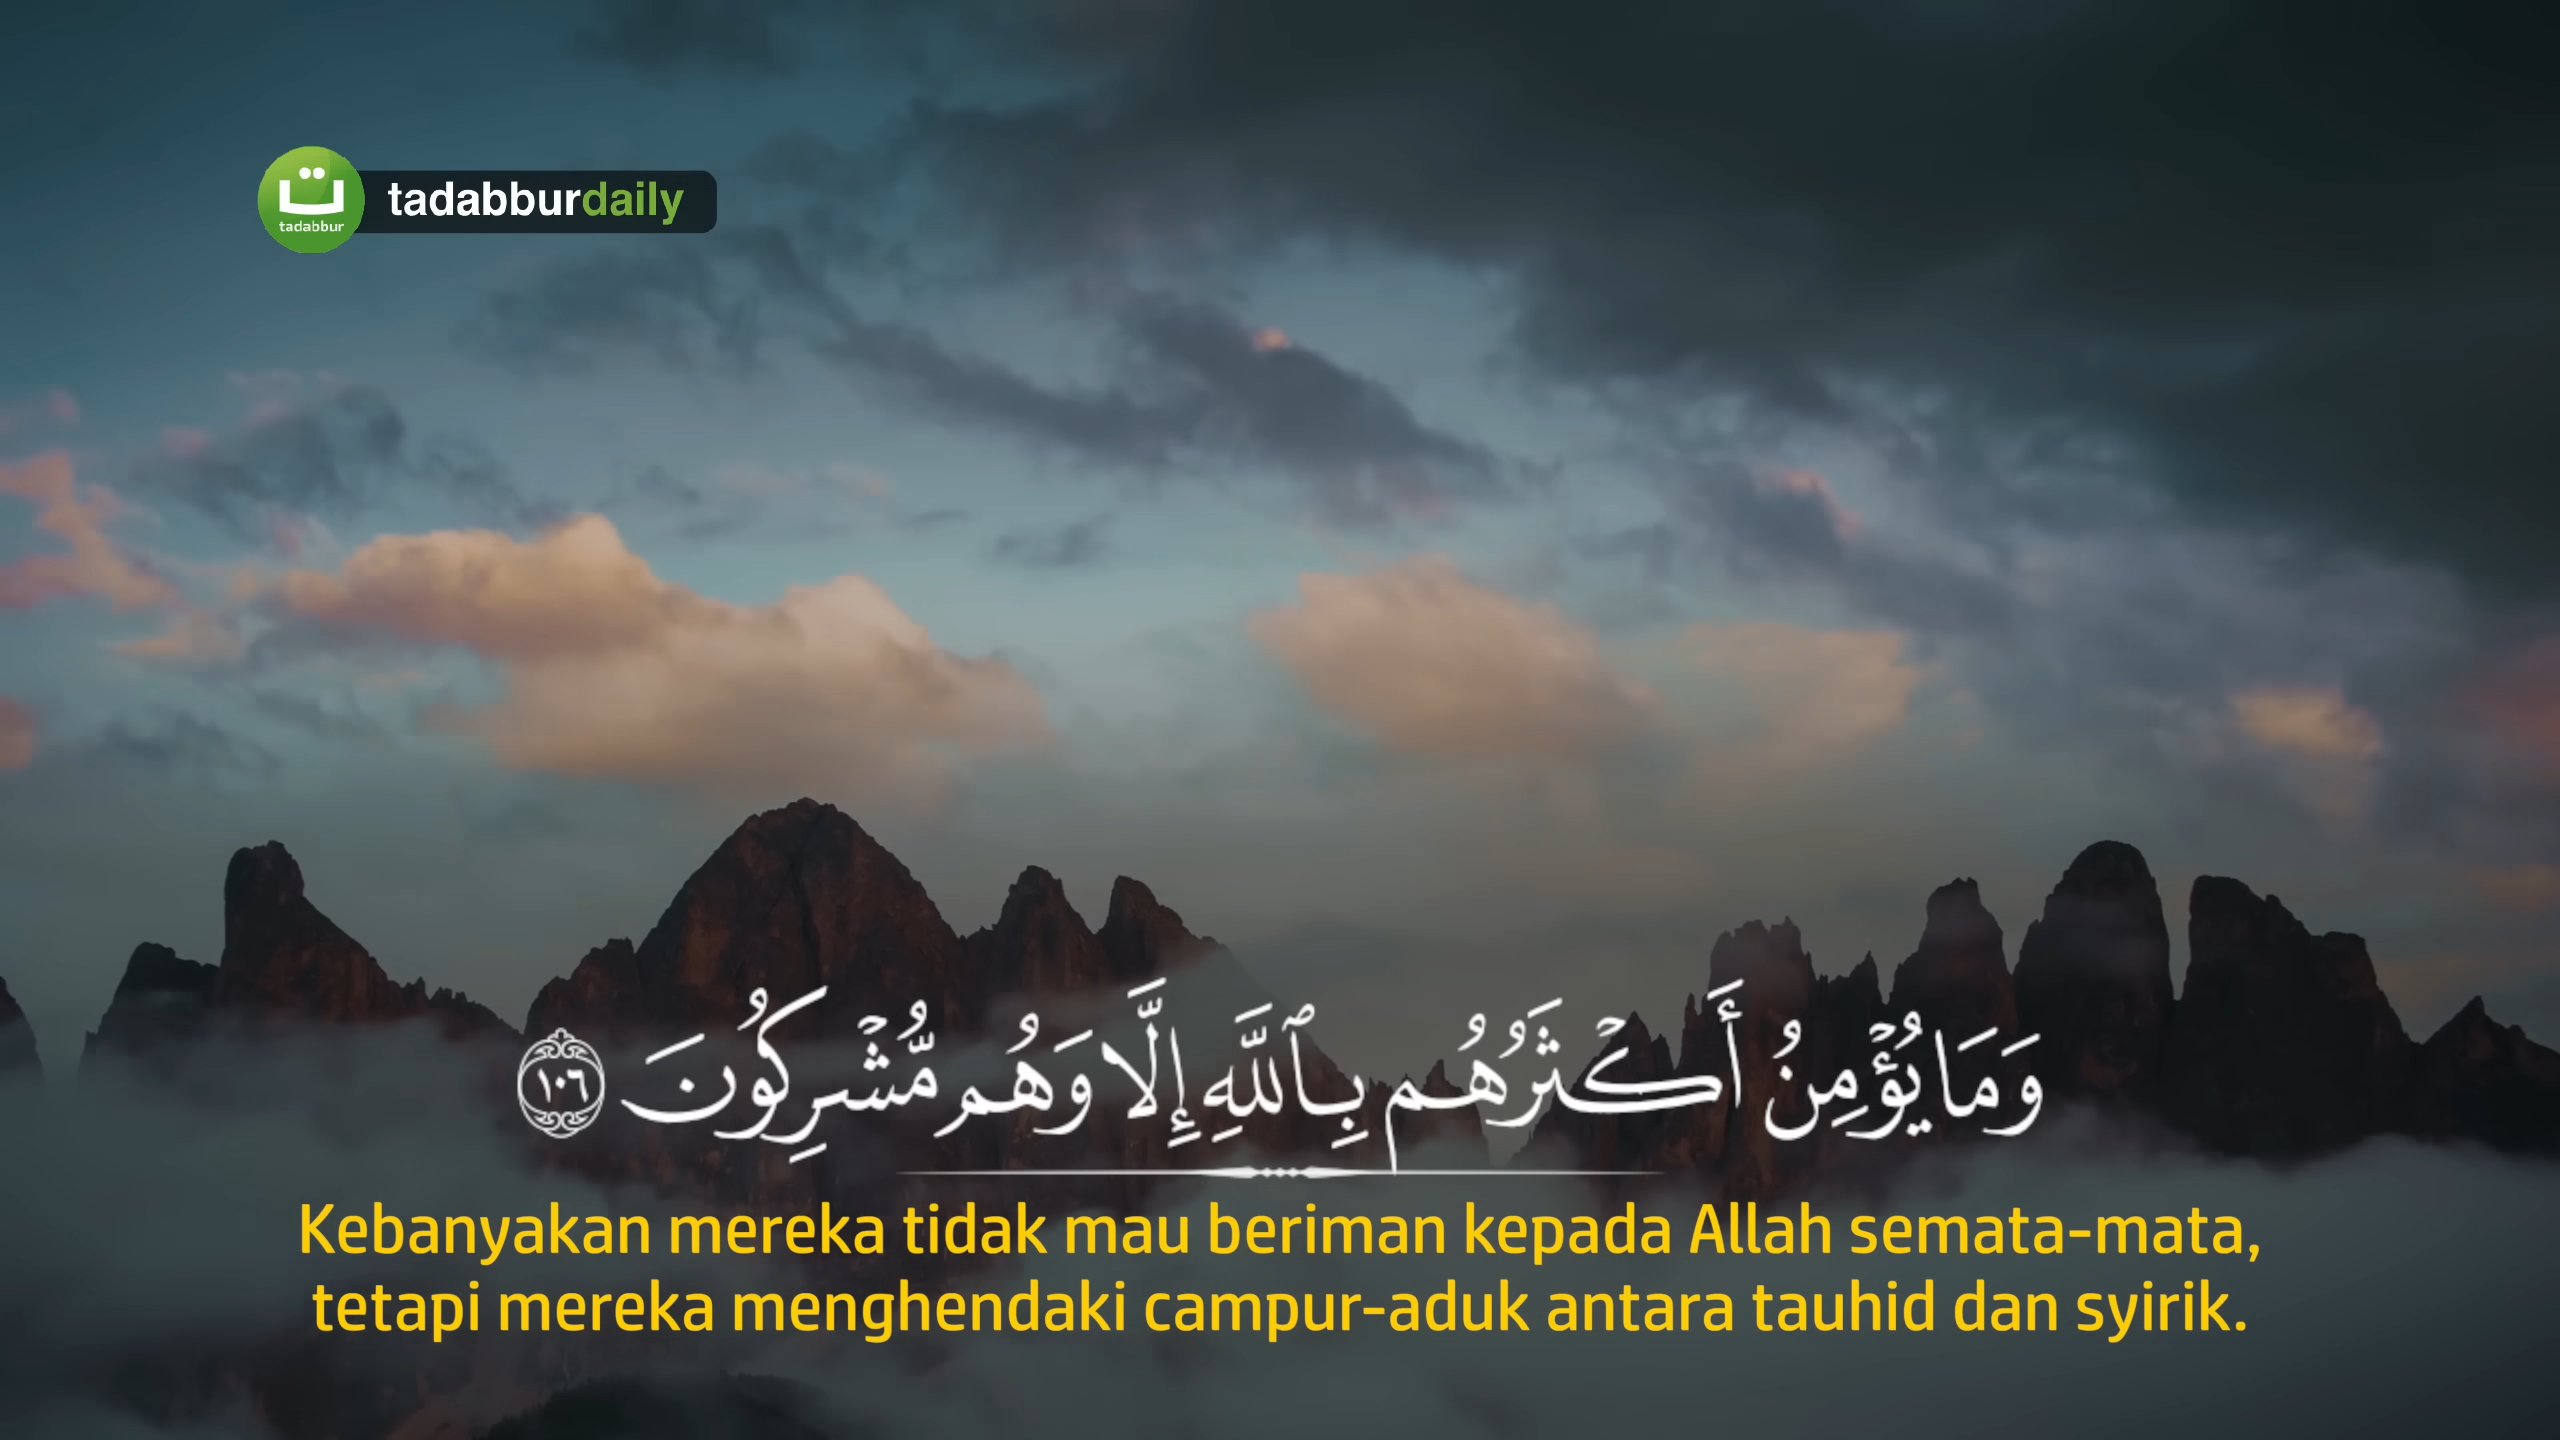 tadabbur
tadabburdaily
وَمَا يُؤْمِنُ أَكْثَرُهُم بِٱللَّهِ إِلَّا وَهُم مُّشْرِكُونَ ١٠٦
Kebanyakan mereka tidak mau beriman kepada Allah semata-mata,
tetapi mereka menghendaki campur-aduk antara tauhid dan syirik.